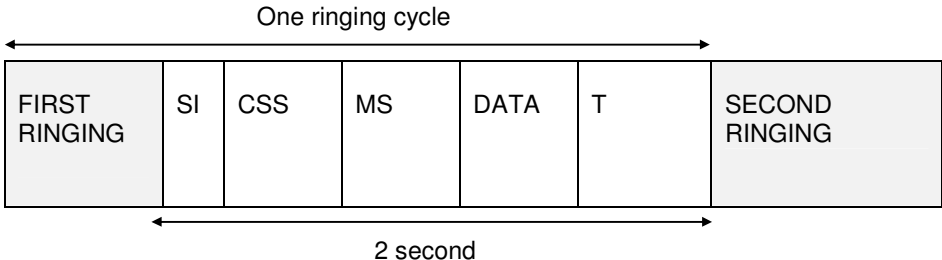 One ringing cycle
FIRST RINGING
SI
CSS
MS
DATA
T
SECOND RINGING
2 second